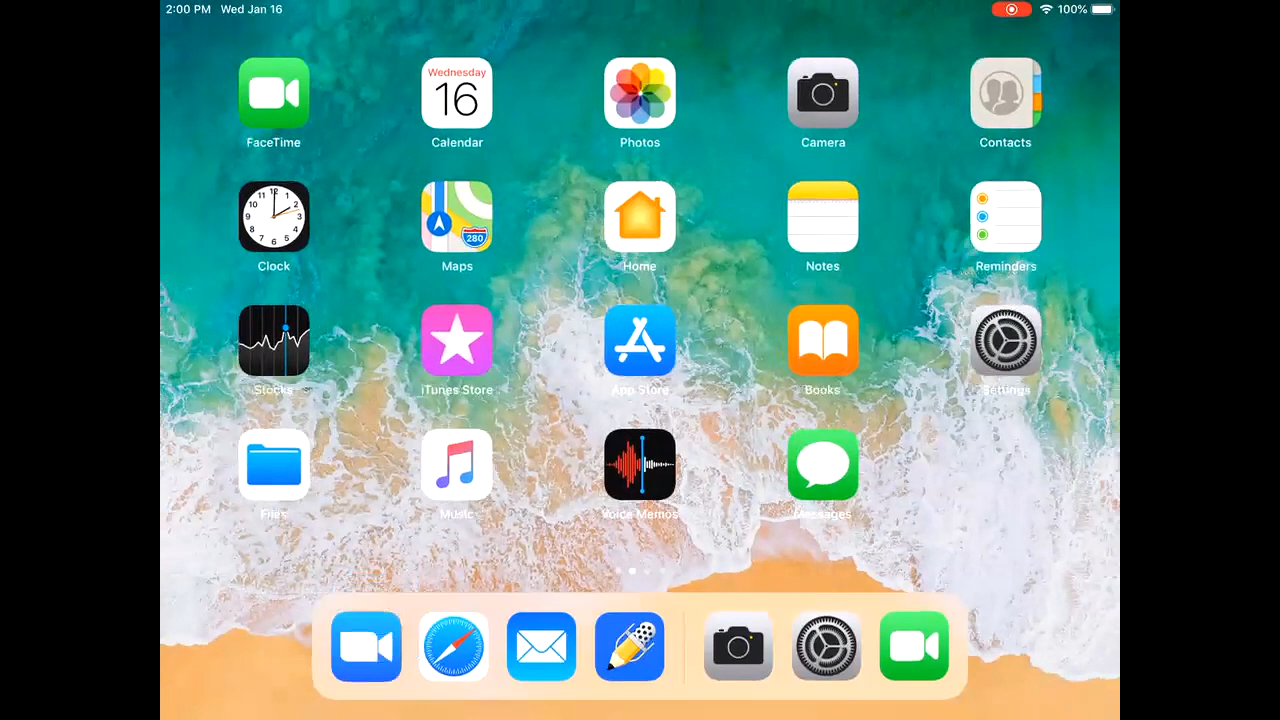 2:00 PM Wed Jan 16 100%
Wednesday
16
280
FaceTime Calendar Photos Camera Contacts
Clock Maps Home Notes Reminders
Stocks iTunes Store App Store Books Settings
Files Music Voice Memos Messages